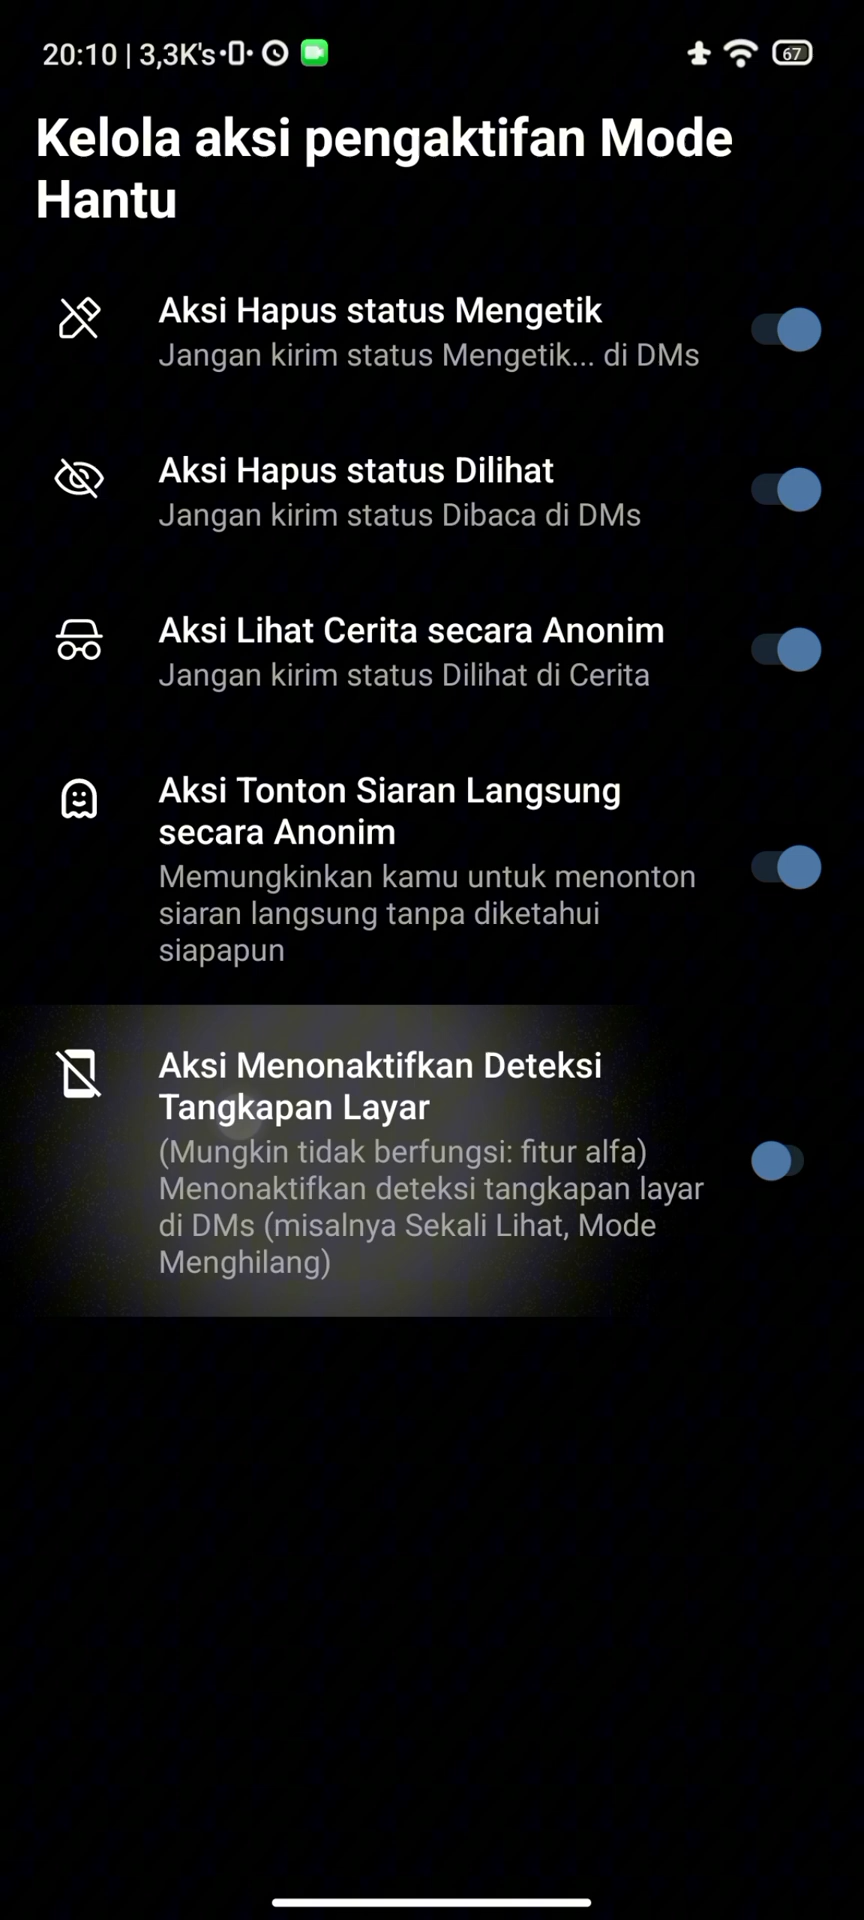 20:10 | 3,3K's
67
Kelola aksi pengaktifan Mode
Hantu
Aksi Hapus status Mengetik
Jangan kirim status Mengetik... di DMs
Aksi Hapus status Dilihat
Jangan kirim status Dibaca di DMs
Aksi Lihat Cerita secara Anonim
Jangan kirim status Dilihat di Cerita
Aksi Tonton Siaran Langsung
secara Anonim
Memungkinkan kamu untuk menonton
siaran langsung tanpa diketahui
siapapun
Aksi Menonaktifkan Deteksi
Tangkapan Layar
(Mungkin tidak berfungsi: fitur alfa)
Menonaktifkan deteksi tangkapan layar
di DMs (misalnya Sekali Lihat, Mode
Menghilang)